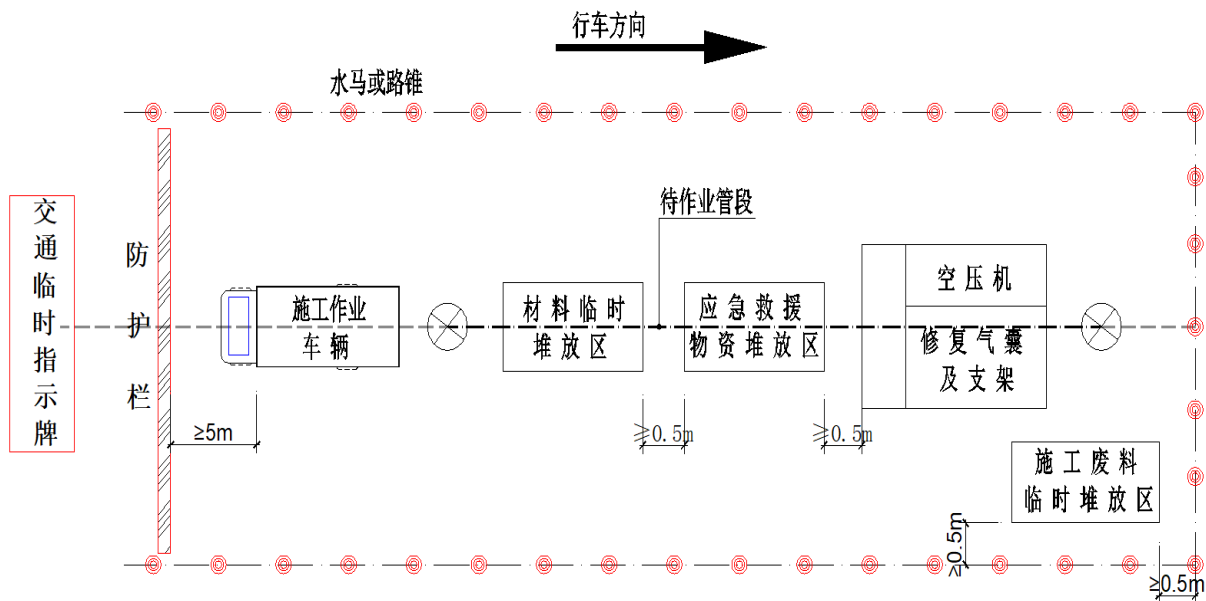 行车方向
水马或路锥
交通临时指示牌
防护栏
待作业管段
施工作业
车辆
材料临时
堆放区
应急救援
物资堆放区
空压机
修复气囊
及支架
≥5m
≥0.5m
≥0.5m
施工废料
临时堆放区
≥0.5m
≥0.5m